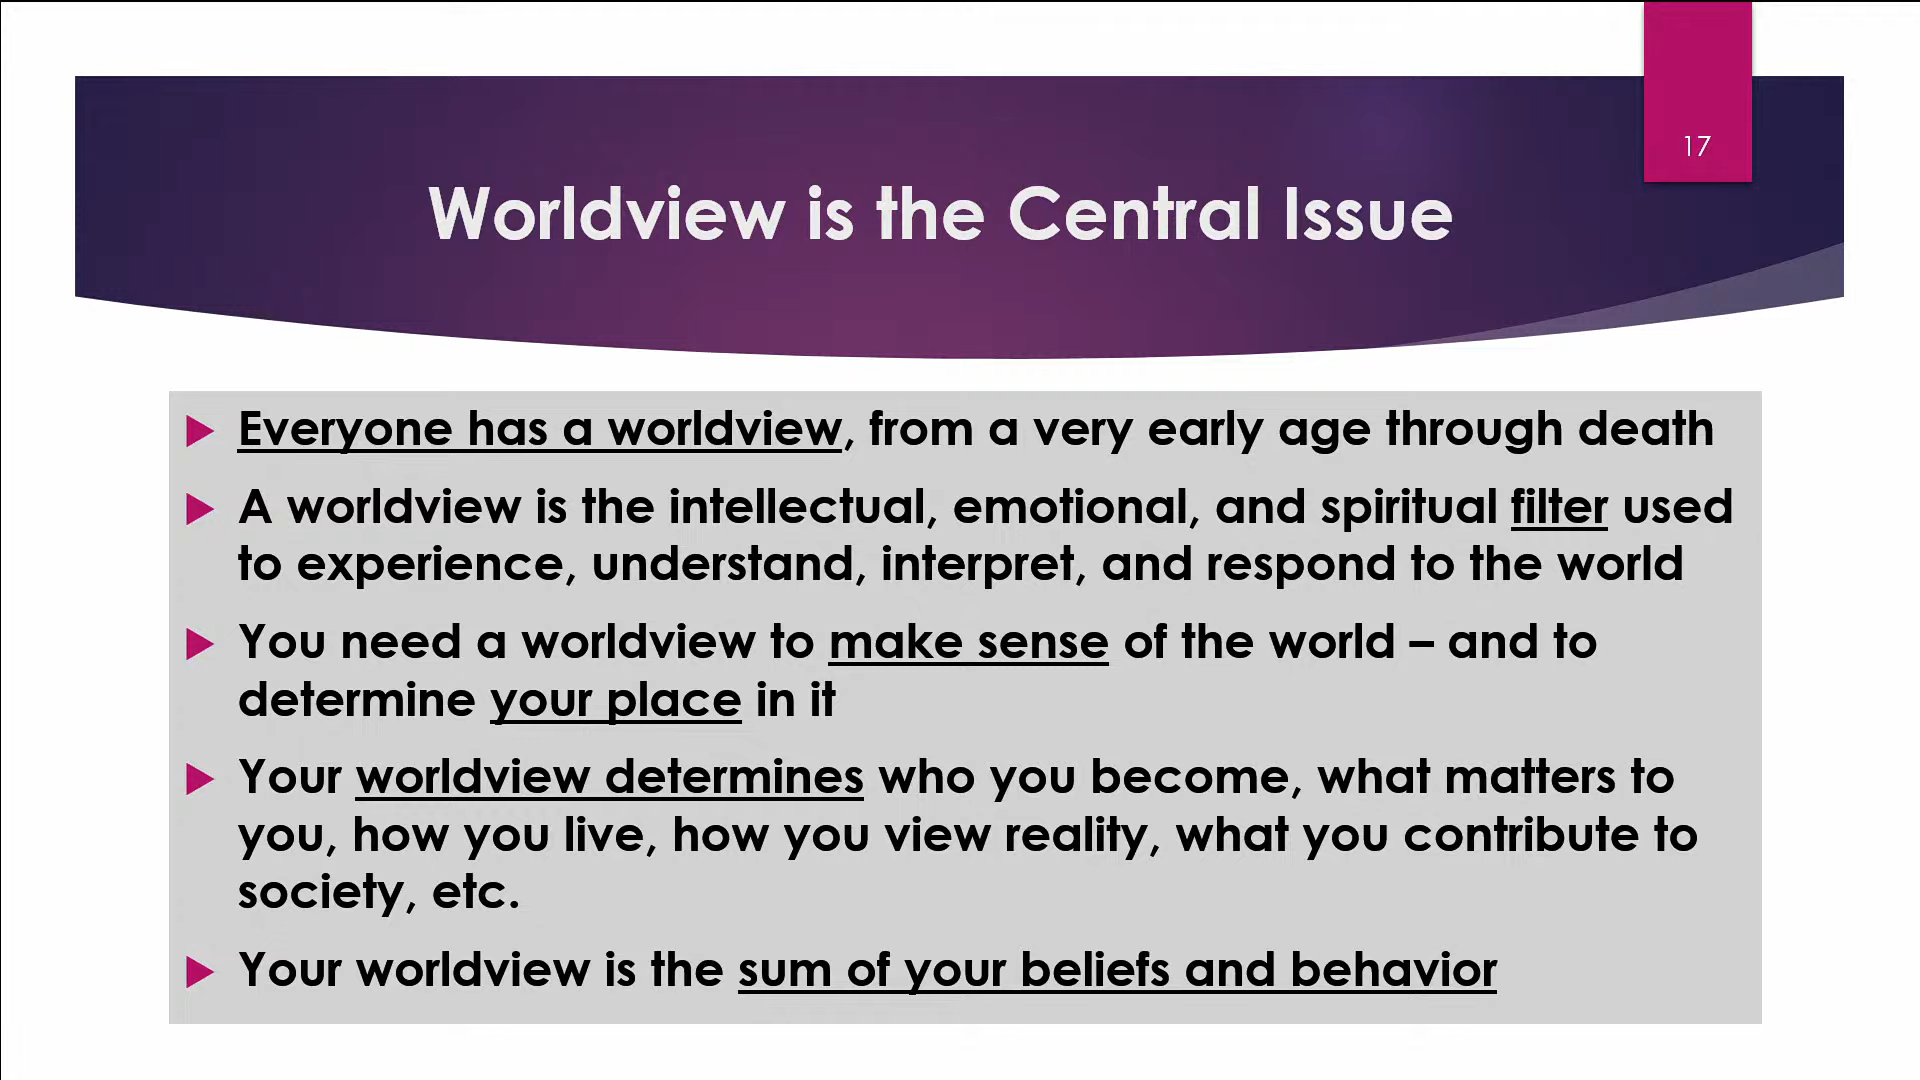 17
Worldview is the Central Issue
Everyone has a worldview, from a very early age through death
A worldview is the intellectual, emotional, and spiritual filter used
to experience, understand, interpret, and respond to the world
You need a worldview to make sense of the world – and to
determine your place in it
Your worldview determines who you become, what matters to
you, how you live, how you view reality, what you contribute to
society, etc.
Your worldview is the sum of your beliefs and behavior